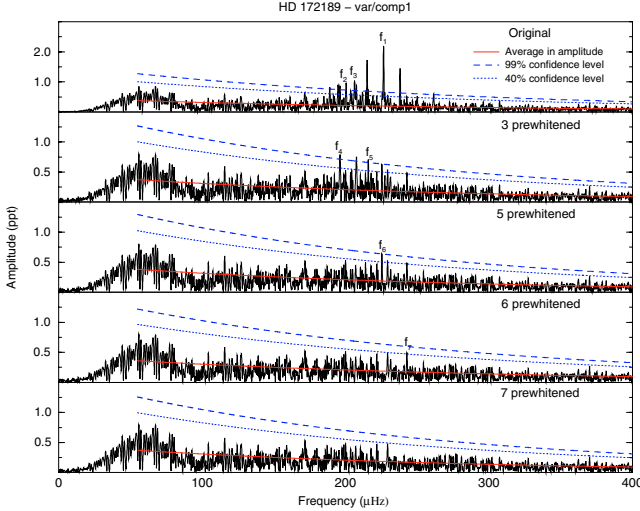 HD 172189 – var/comp1
Original
Average in amplitude
99% confidence level
40% confidence level
f1
f2
f3
2.0
1.0
3 prewhitened
f4
f5
1.0
0.5
5 prewhitened
f6
1.0
0.5
6 prewhitened
f7
1.0
0.5
7 prewhitened
1.0
0.5
Amplitude (ppt)
0
100
200
300
400
Frequency (μHz)